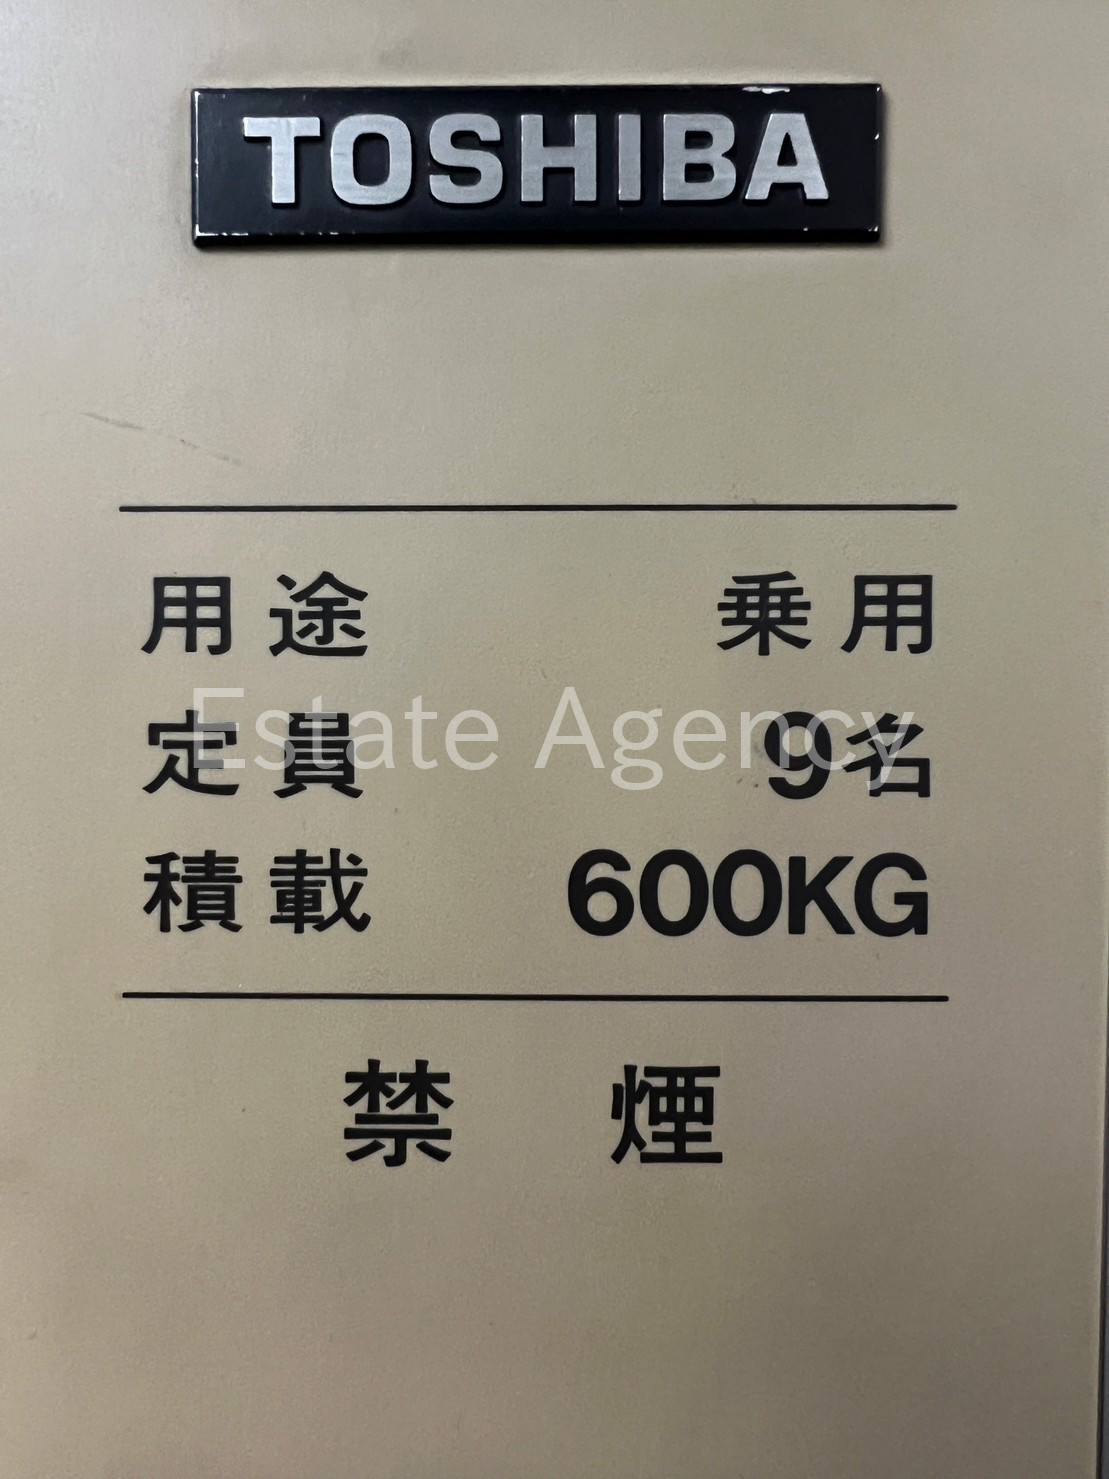 TOSHIBA
用途 乗用
定員 9名
Estate Agency
積載 600KG
禁煙